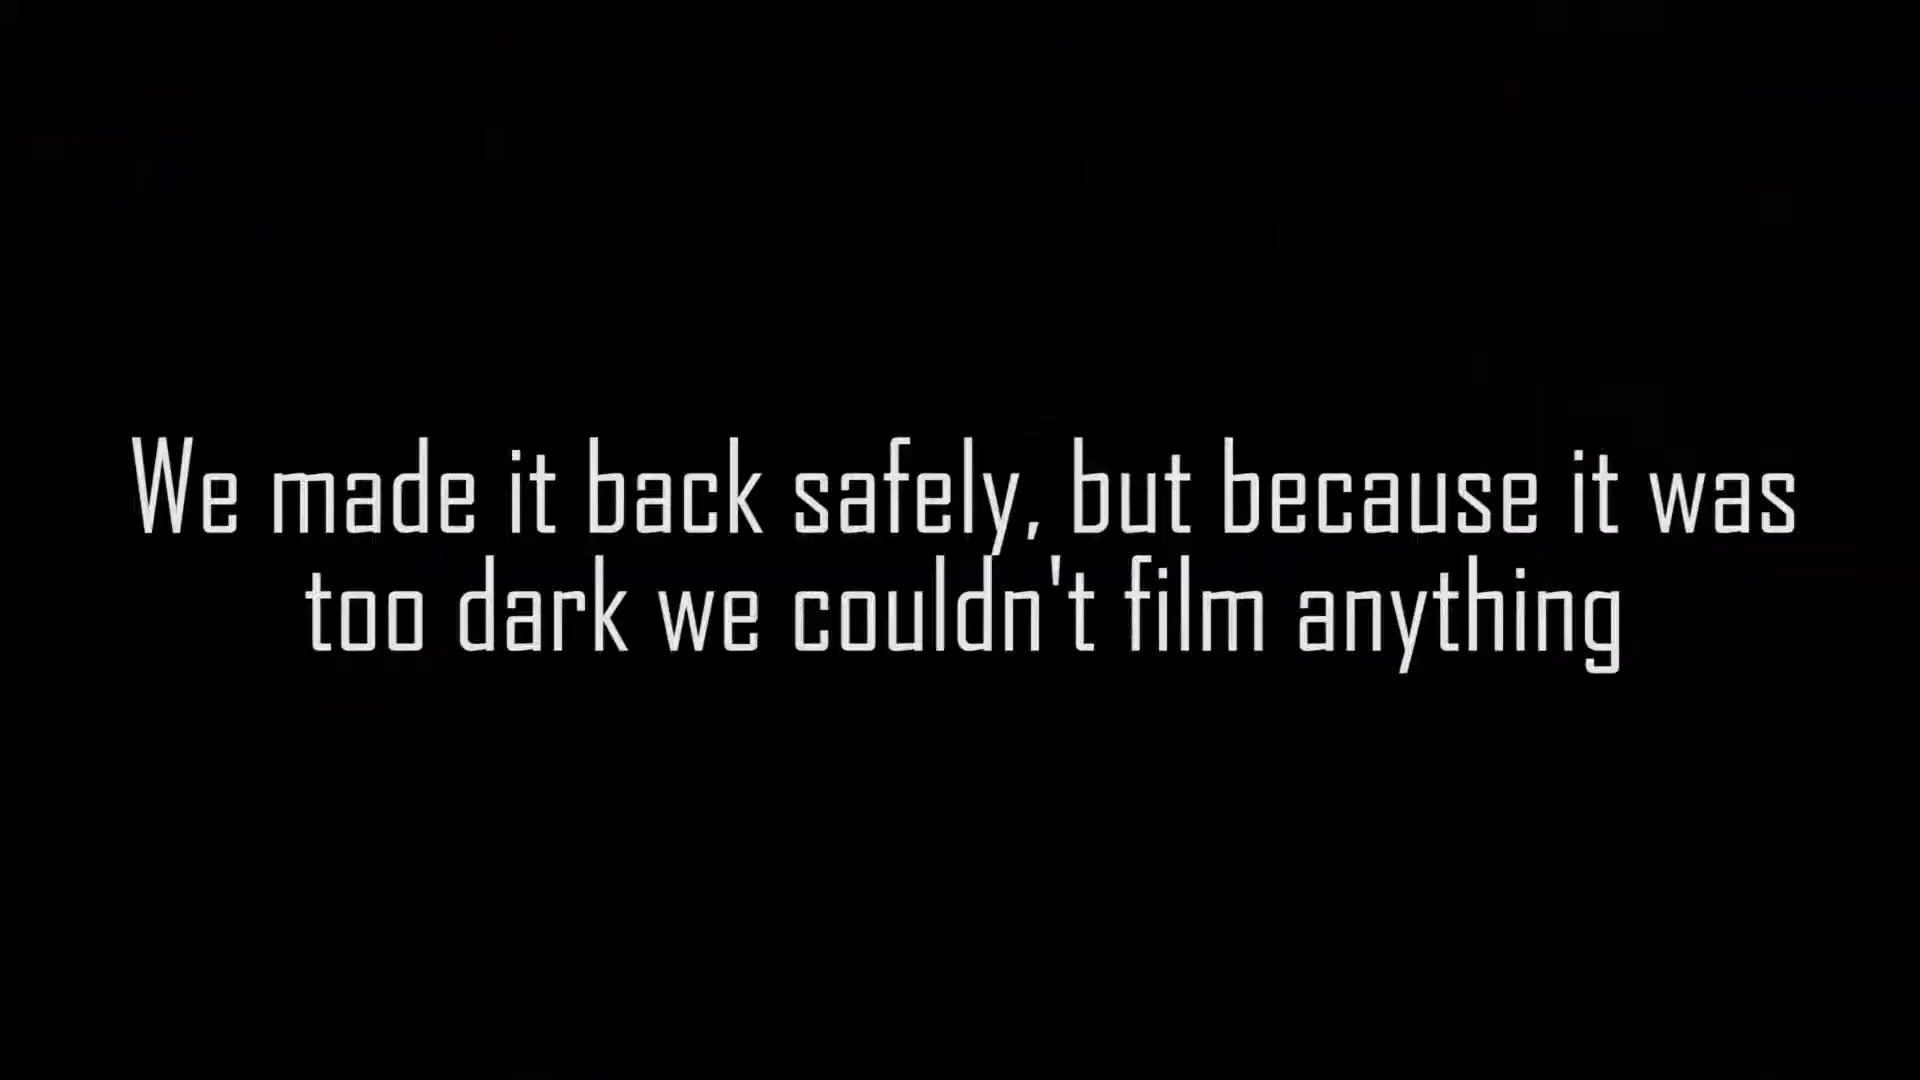 We made it back safely, but because it was
too dark we couldn't film anything